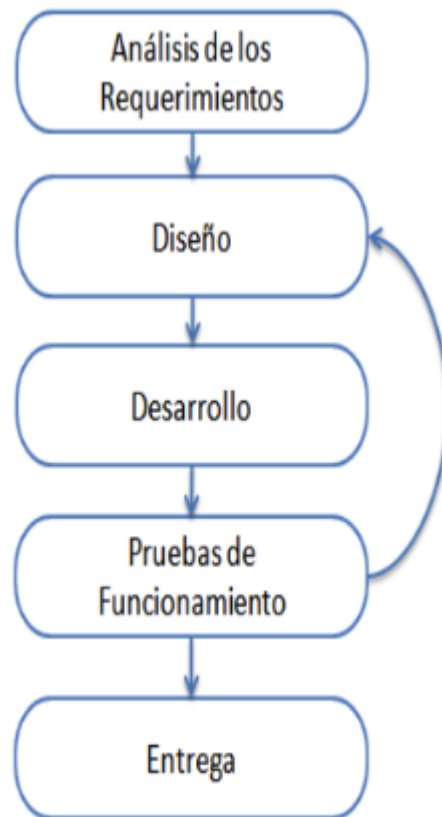 Análisis de los
Requerimientos
Diseño
Desarrollo
Pruebas de
Funcionamiento
Entrega